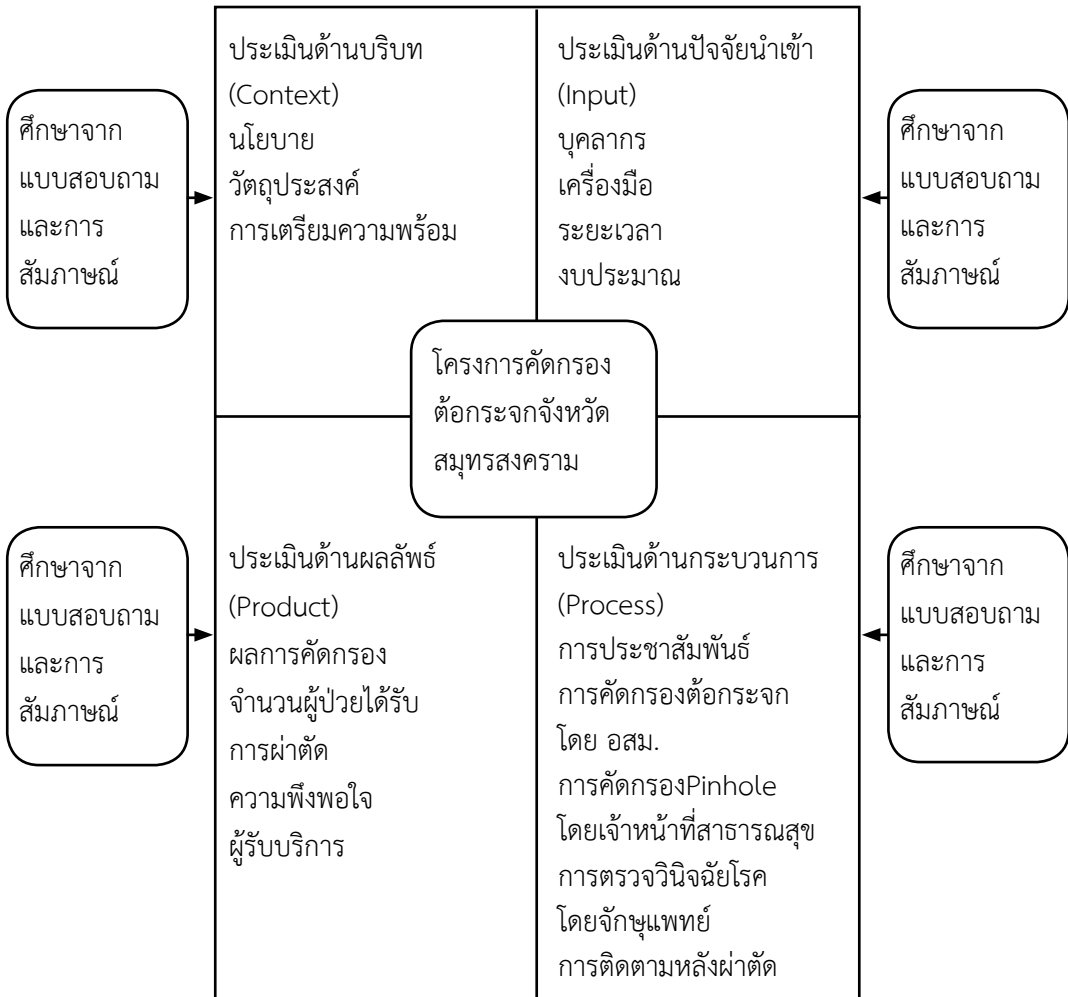 ศึกษาจาก
แบบสอบถาม
และการ
สัมภาษณ์
ประเมินด้านบริบท
(Context)
นโยบาย
วัตถุประสงค์
การเตรียมความพร้อม
ประเมินด้านปัจจัยนำเข้า
(Input)
บุคลากร
เครื่องมือ
ระยะเวลา
งบประมาณ
ศึกษาจาก
แบบสอบถาม
และการ
สัมภาษณ์
โครงการคัดกรอง
ต้อกระจกจังหวัด
สมุทรสงคราม
ศึกษาจาก
แบบสอบถาม
และการ
สัมภาษณ์
ประเมินด้านผลลัพธ์
(Product)
ผลการคัดกรอง
จำนวนผู้ป่วยได้รับ
การผ่าตัด
ความพึงพอใจ
ผู้รับบริการ
ประเมินด้านกระบวนการ
(Process)
การประชาสัมพันธ์
การคัดกรองต้อกระจก
โดย อสม.
การคัดกรองPinhole
โดยเจ้าหน้าที่สาธารณสุข
การตรวจวินิจฉัยโรค
โดยจักษุแพทย์
การติดตามหลังผ่าตัด
ศึกษาจาก
แบบสอบถาม
และการ
สัมภาษณ์